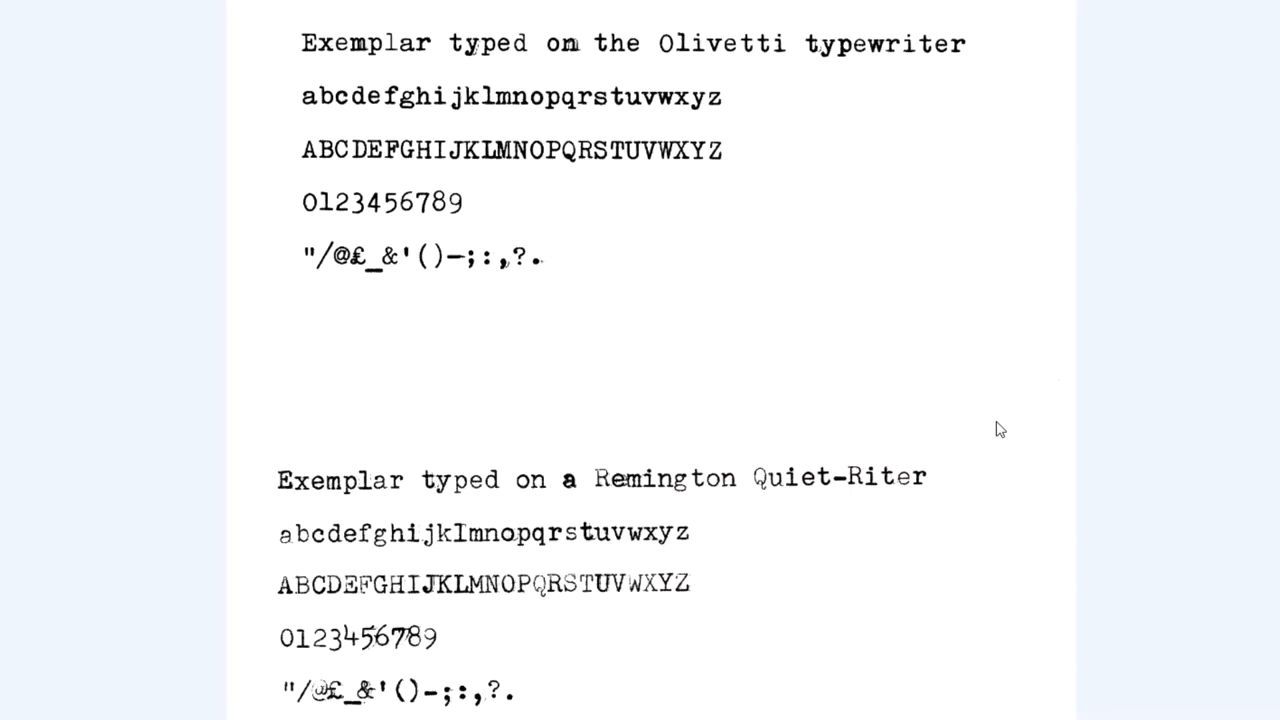 Exemplar typed on the Olivetti typewriter
abcdefghijklmnopqrstuvwxyz
ABCDEFGHIJKLMNOPQRSTUVWXYZ
0123456789
"/@£_&'()-;:,?.
Exemplar typed on a Remington Quiet-Riter
abcdefghijklmnopqrstuvwxyz
ABCDEFGHIJKLMNOPQRSTUVWXYZ
0123456789
"/@£_&'()-;:,?.